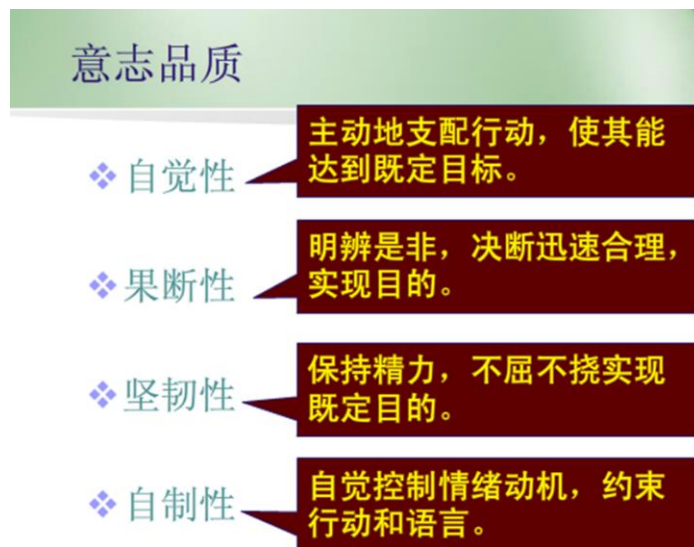 意志品质
自觉性
主动地支配行动，使其能
达到既定目标。
果断性
明辨是非，决断迅速合理，
实现目的。
坚韧性
保持精力，不屈不挠实现
既定目的。
自制性
自觉控制情绪动机，约束
行动和语言。